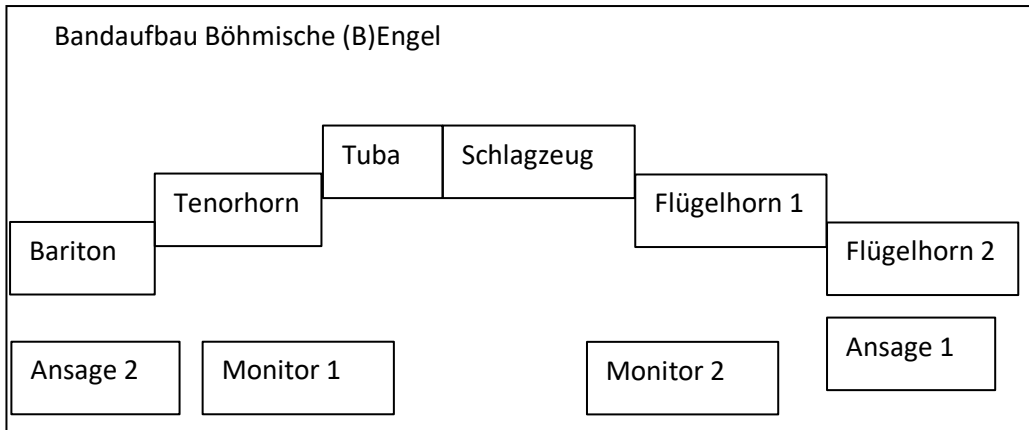 Bandaufbau Böhmische (B)Engel
Tuba Schlagzeug
Tenorhorn Flügelhorn 1
Bariton Flügelhorn 2
Ansage 1
Ansage 2 Monitor 1 Monitor 2